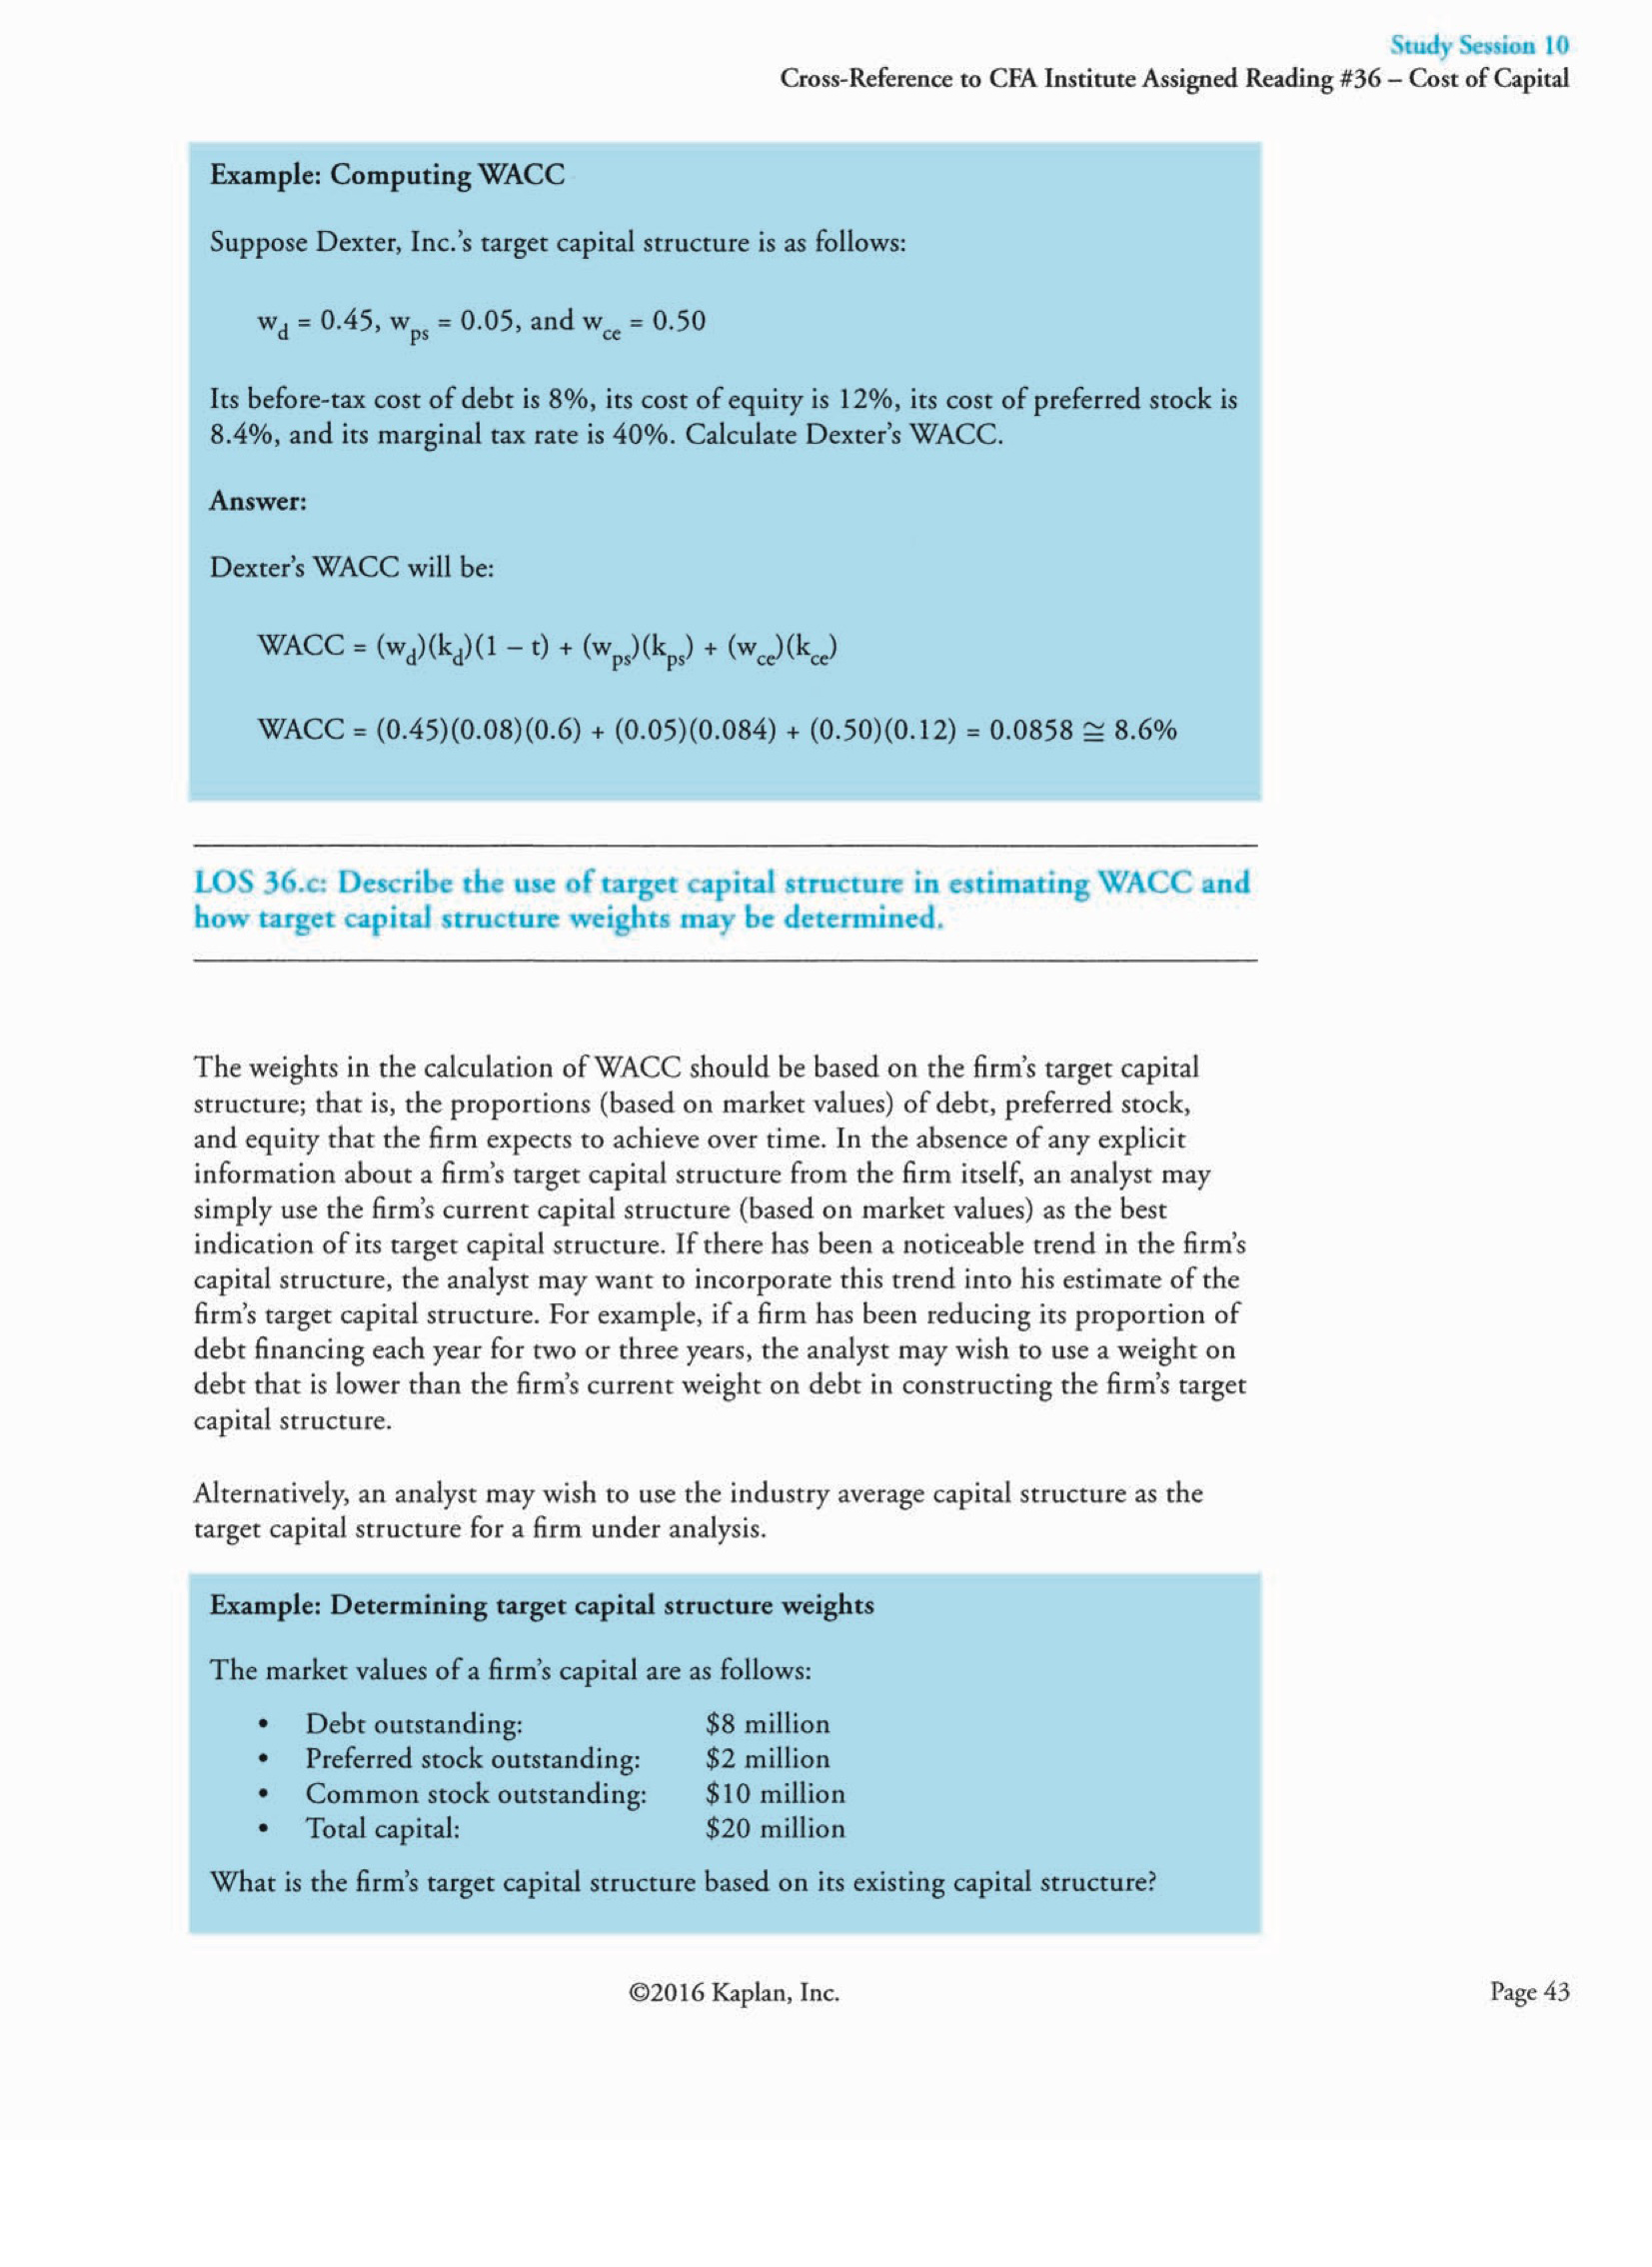 Study Session 10
Cross-Reference to CFA Institute Assigned Reading #36 – Cost of Capital
Example: Computing WACC
Suppose Dexter, Inc.’s target capital structure is as follows:
w_d = 0.45, w_ps = 0.05, and w_ce = 0.50
Its before-tax cost of debt is 8%, its cost of equity is 12%, its cost of preferred stock is
8.4%, and its marginal tax rate is 40%. Calculate Dexter’s WACC.
Answer:
Dexter’s WACC will be:
WACC = (w_d)(k_d)(1 – t) + (w_ps)(k_ps) + (w_ce)(k_ce)
WACC = (0.45)(0.08)(0.6) + (0.05)(0.084) + (0.50)(0.12) = 0.0858 ≅ 8.6%
LOS 36.c: Describe the use of target capital structure in estimating WACC and
how target capital structure weights may be determined.
The weights in the calculation of WACC should be based on the firm’s target capital
structure; that is, the proportions (based on market values) of debt, preferred stock,
and equity that the firm expects to achieve over time. In the absence of any explicit
information about a firm’s target capital structure from the firm itself, an analyst may
simply use the firm’s current capital structure (based on market values) as the best
indication of its target capital structure. If there has been a noticeable trend in the firm’s
capital structure, the analyst may want to incorporate this trend into his estimate of the
firm’s target capital structure. For example, if a firm has been reducing its proportion of
debt financing each year for two or three years, the analyst may wish to use a weight on
debt that is lower than the firm’s current weight on debt in constructing the firm’s target
capital structure.
Alternatively, an analyst may wish to use the industry average capital structure as the
target capital structure for a firm under analysis.
Example: Determining target capital structure weights
The market values of a firm’s capital are as follows:
• Debt outstanding: $8 million
• Preferred stock outstanding: $2 million
• Common stock outstanding: $10 million
• Total capital: $20 million
What is the firm’s target capital structure based on its existing capital structure?
©2016 Kaplan, Inc. Page 43